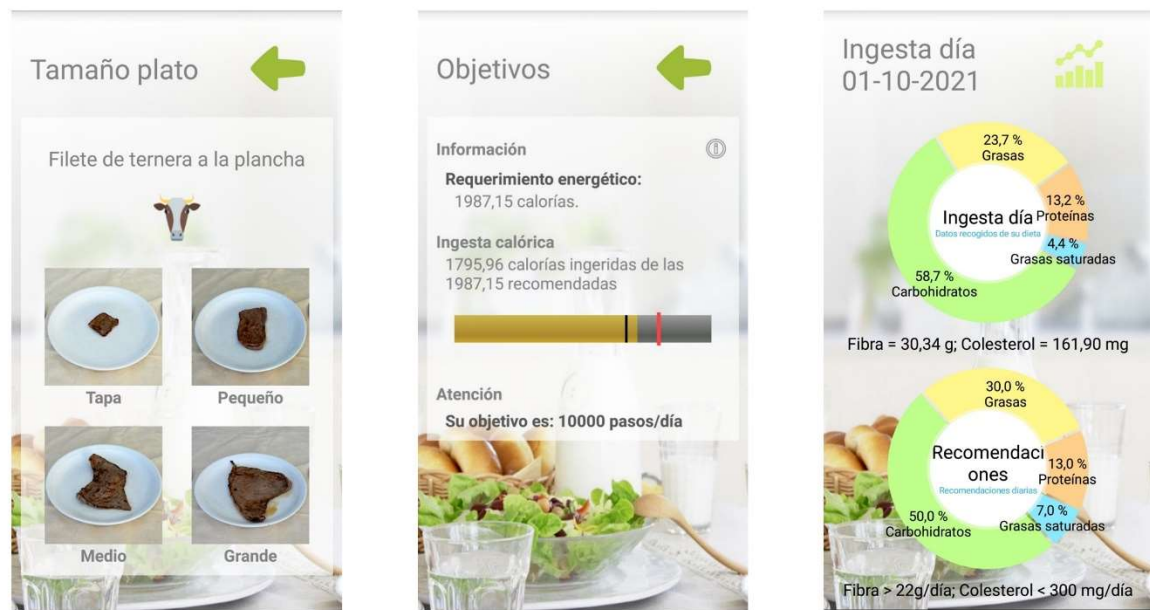 Tamaño plato
Filete de ternera a la plancha
Tapa
Pequeño
Medio
Grande
Objetivos
Información
Requerimiento energético:
1987,15 calorías.
Ingesta calórica
1795,96 calorías ingeridas de las
1987,15 recomendadas
Atención
Su objetivo es: 10000 pasos/día
Ingesta día
01-10-2021
23,7 %
Grasas
13,2 %
Proteínas
4,4 %
Grasas saturadas
58,7 %
Carbohidratos
Ingesta día
Datos recogidos de su dieta
Fibra = 30,34 g; Colesterol = 161,90 mg
30,0 %
Grasas
13,0 %
Proteínas
7,0 %
Grasas saturadas
50,0 %
Carbohidratos
Recomendaci
ones
Recomendaciones diarias
Fibra > 22g/día; Colesterol < 300 mg/día